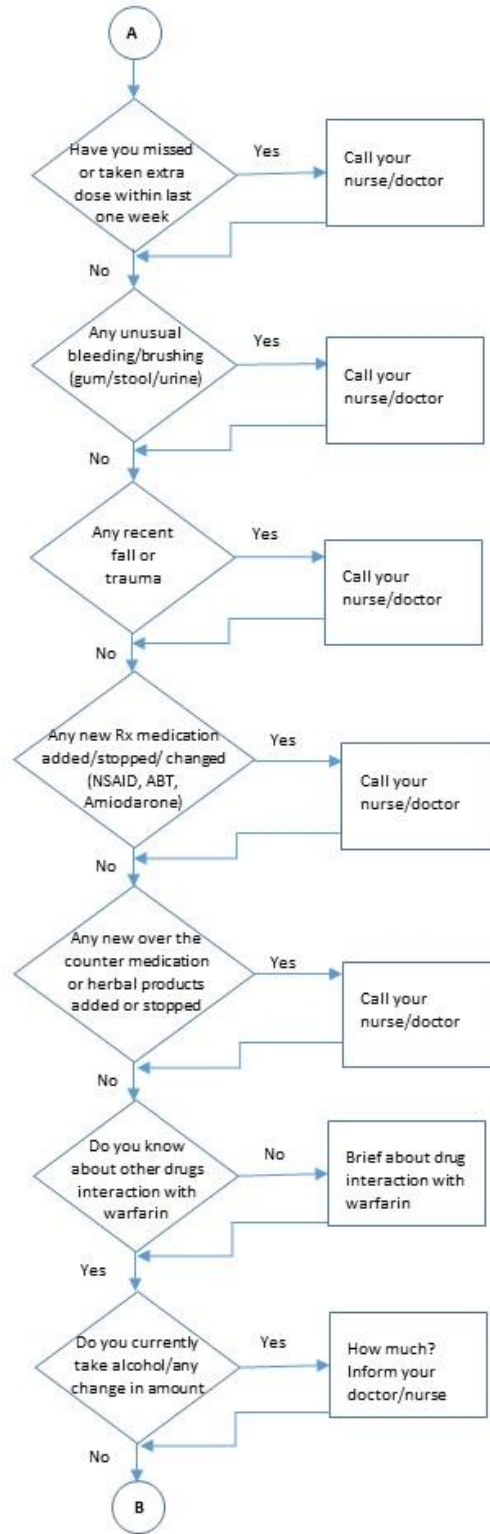 A
Have you missed
or taken extra
dose within last
one week
Yes
Call your
nurse/doctor
No
Any unusual
bleeding/brushing
(gum/stool/urine)
Yes
Call your
nurse/doctor
No
Any recent
fall or
trauma
Yes
Call your
nurse/doctor
No
Any new Rx medication
added/stopped/ changed
(NSAID, ABT,
Amiodarone)
Yes
Call your
nurse/doctor
No
Any new over the
counter medication
or herbal products
added or stopped
Yes
Call your
nurse/doctor
No
Do you know
about other drugs
interaction with
warfarin
No
Brief about drug
interaction with
warfarin
Yes
Do you currently
take alcohol/any
change in amount
Yes
How much?
Inform your
doctor/nurse
No
B